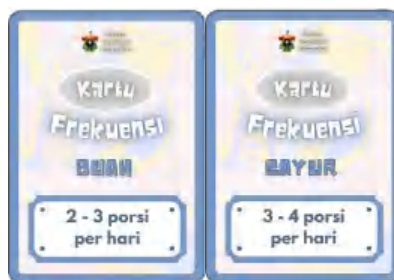 Kartu
Frekuensi
BUAH
2 - 3 porsi
per hari
Kartu
Frekuensi
SAYUR
3 - 4 porsi
per hari